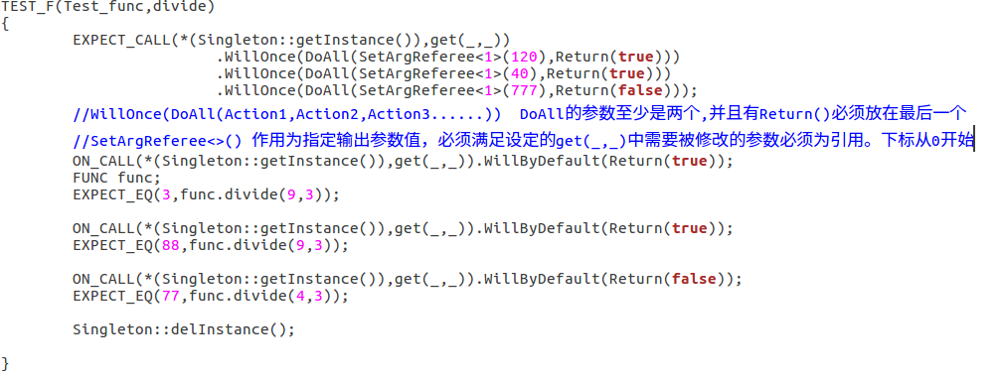 TEST_F(Test_func,divide)
{
        EXPECT_CALL(*(Singleton::getInstance()),get(_,_))
                        .WillOnce(DoAll(SetArgReferee<1>(120),Return(true)))
                        .WillOnce(DoAll(SetArgReferee<1>(40),Return(true)))
                        .WillOnce(DoAll(SetArgReferee<1>(777),Return(false)));
        //WillOnce(DoAll(Action1,Action2,Action3......))  DoAll的参数至少是两个,并且有Return()必须放在最后一个
        //SetArgReferee<>() 作用为指定输出参数值，必须满足设定的get(_,_)中需要被修改的参数必须为引用。下标从0开始
        ON_CALL(*(Singleton::getInstance()),get(_,_)).WillByDefault(Return(true));
        FUNC func;
        EXPECT_EQ(3,func.divide(9,3));

        ON_CALL(*(Singleton::getInstance()),get(_,_)).WillByDefault(Return(true));
        EXPECT_EQ(88,func.divide(9,3));

        ON_CALL(*(Singleton::getInstance()),get(_,_)).WillByDefault(Return(false));
        EXPECT_EQ(77,func.divide(4,3));

        Singleton::delInstance();

}